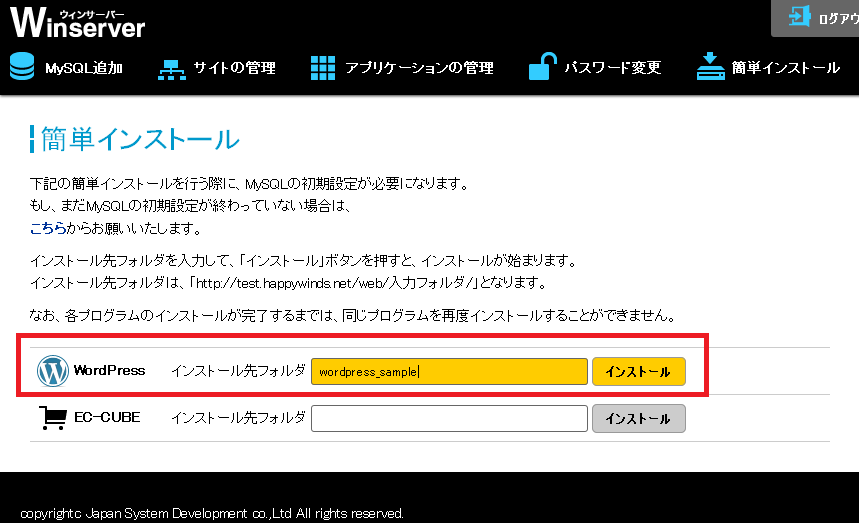 ウィンサーバー
Winserver
ログアウ
MySQL追加
サイトの管理
アプリケーションの管理
パスワード変更
簡単インストール
簡単インストール
下記の簡単インストールを行う際に、MySQLの初期設定が必要になります。
もし、まだMySQLの初期設定が終わっていない場合は、
こちらからお願いいたします。
インストール先フォルダを入力して、「インストール」ボタンを押すと、インストールが始まります。
インストール先フォルダは、「http://test.happywinds.net/web/入力フォルダ/」となります。
なお、各プログラムのインストールが完了するまでは、同じプログラムを再度インストールすることができません。
WordPress インストール先フォルダ wordpress_sample インストール
EC-CUBE インストール先フォルダ インストール
copyrightc Japan System Development co.,Ltd All rights reserved.